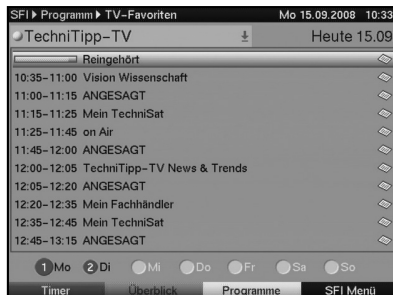 SFI Programm TV-Favoriten Mo 15.09.2008 10:33
TechniTipp-TV Heute 15.09
Reingehört
10:35-11:00 Vision Wissenschaft
11:00-11:15 ANGESAGT
11:15-11:25 Mein TechniSat
11:25-11:45 on Air
11:45-12:00 ANGESAGT
12:00-12:05 TechniTipp-TV News & Trends
12:05-12:20 ANGESAGT
12:20-12:35 Mein Fachhändler
12:35-12:45 Mein TechniSat
12:45-13:15 ANGESAGT
1 Mo 2 Di Mi Do Fr Sa So
Timer Überblick Programme SFI Menü